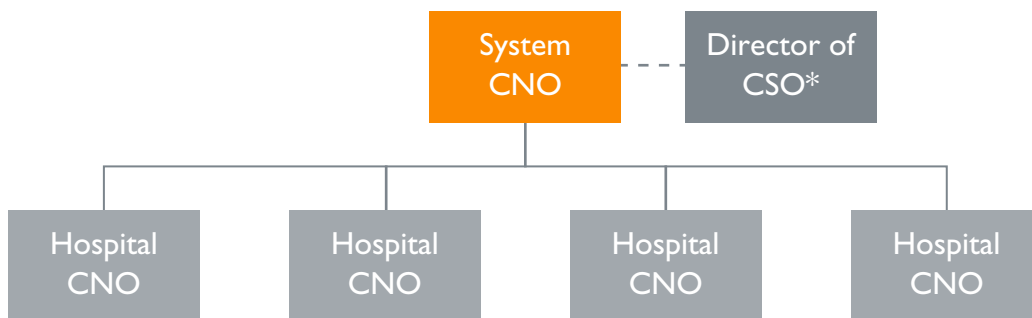 System
CNO
Director of
CSO*
Hospital
CNO
Hospital
CNO
Hospital
CNO
Hospital
CNO